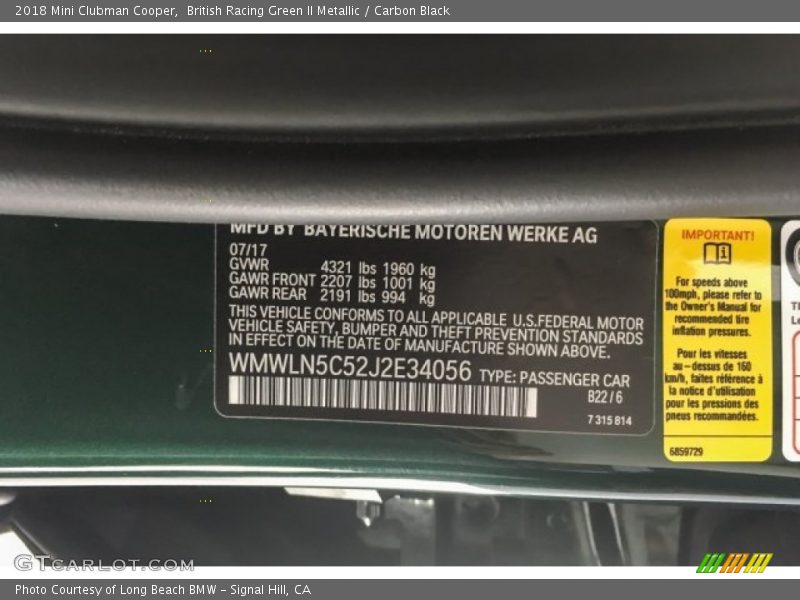 2018 Mini Clubman Cooper, British Racing Green II Metallic / Carbon Black
MFD BY BAYERISCHE MOTOREN WERKE AG
07/17
GVWR 4321 lbs 1960 kg
GAWR FRONT 2207 lbs 1001 kg
GAWR REAR 2191 lbs 994 kg
THIS VEHICLE CONFORMS TO ALL APPLICABLE U.S.FEDERAL MOTOR
VEHICLE SAFETY, BUMPER AND THEFT PREVENTION STANDARDS
IN EFFECT ON THE DATE OF MANUFACTURE SHOWN ABOVE.
WMWLN5C52J2E34056 TYPE: PASSENGER CAR
B22 / 6
7 315 814
IMPORTANT!
For speeds above
100mph, please refer to
the Owner's Manual for
recommended tire
inflation pressures.
Pour les vitesses
au-dessus de 160
km/h, faites référence à
la notice d'utilisation
pour les pressions des
pneus recommandées.
6859729
GTCARLOT.COM
Photo Courtesy of Long Beach BMW - Signal Hill, CA